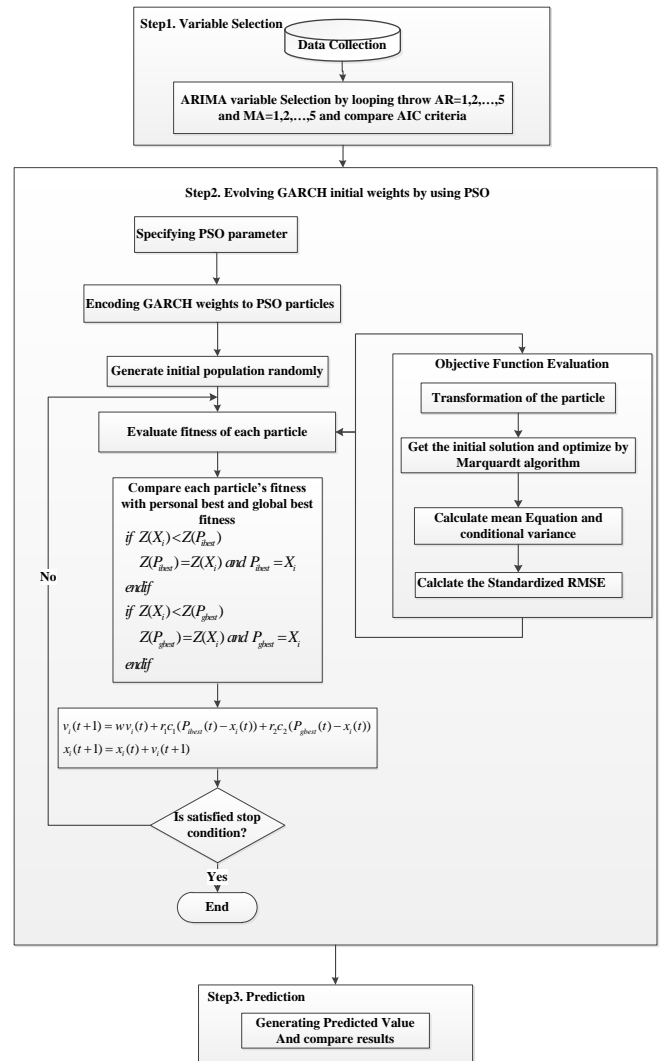 Step1. Variable Selection
Data Collection
ARIMA variable Selection by looping throw AR=1,2,…,5
and MA=1,2,…,5 and compare AIC criteria
Step2. Evolving GARCH initial weights by using PSO
Specifying PSO parameter
Encoding GARCH weights to PSO particles
Generate initial population randomly
Evaluate fitness of each particle
Compare each particle's fitness
with personal best and global best
fitness
if Z(X_i)<Z(P_ibest)
Z(P_ibest)=Z(X_i) and P_ibest=X_i
endif
if Z(X_i)<Z(P_gbest)
Z(P_gbest)=Z(X_i) and P_gbest=X_i
endif
v_i(t+1)=wv_i(t)+r_1c_1(P_ibest(t)-x_i(t))+r_2c_2(P_gbest(t)-x_i(t))
x_i(t+1)=x_i(t)+v_i(t+1)
Is satisfied stop
condition?
No
Yes
End
Objective Function Evaluation
Transformation of the particle
Get the initial solution and optimize by
Marquardt algorithm
Calculate mean Equation and
conditional variance
Calclate the Standardized RMSE
Step3. Prediction
Generating Predicted Value
And compare results